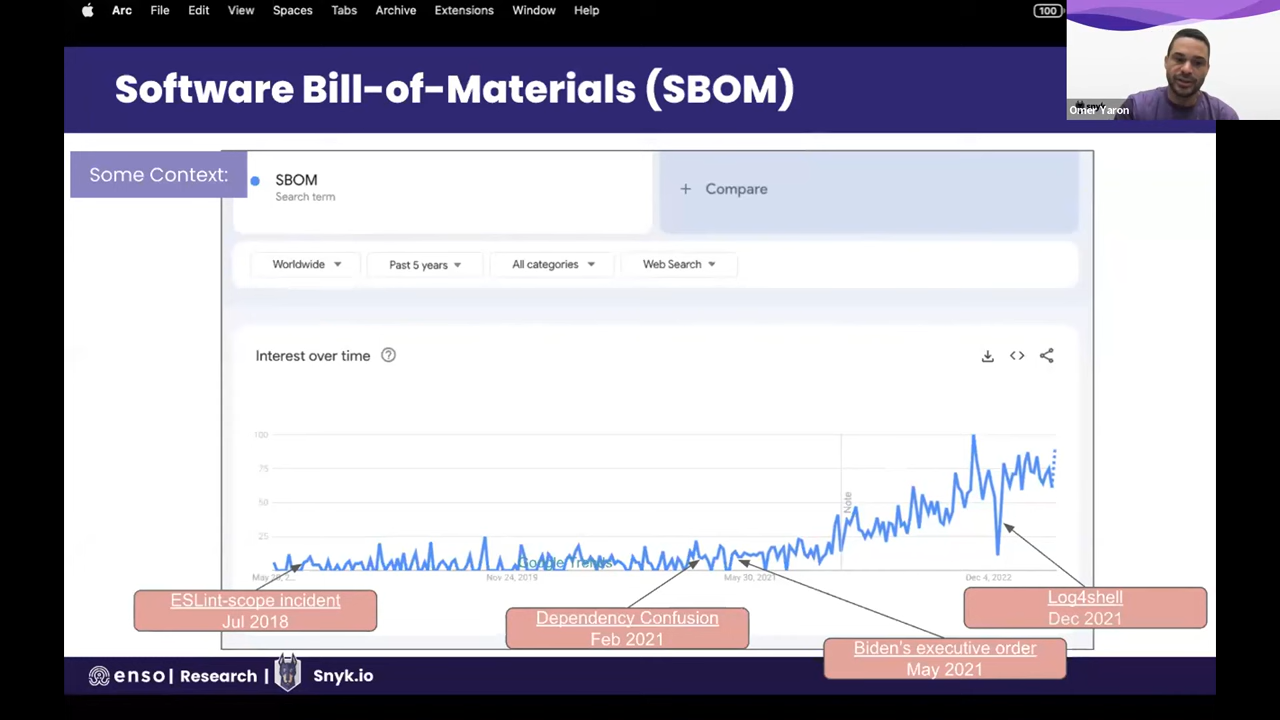 Arc File Edit View Spaces Tabs Archive Extensions Window Help
100
Software Bill-of-Materials (SBOM)
Omer Yaron
Some Context:
SBOM
Search term
+ Compare
Worldwide
Past 5 years
All categories
Web Search
Interest over time
100
75
50
25
Note
Google Trends
Nov 24, 2019
May 30, 2021
Dec 4, 2022
ESLint-scope incident
Jul 2018
Dependency Confusion
Feb 2021
Biden's executive order
May 2021
Log4shell
Dec 2021
enso | Research | Snyk.io